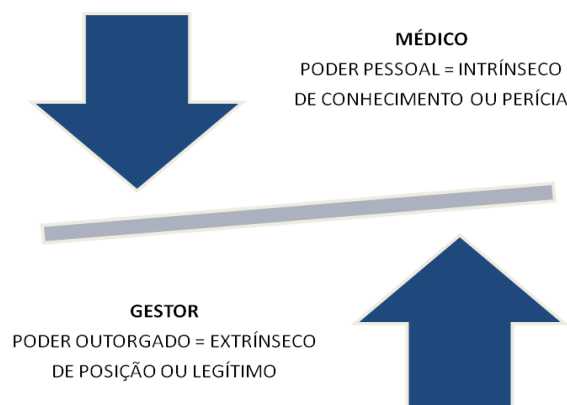 MÉDICO
PODER PESSOAL = INTRÍNSECO
DE CONHECIMENTO OU PERÍCIA
GESTOR
PODER OUTORGADO = EXTRÍNSECO
DE POSIÇÃO OU LEGÍTIMO